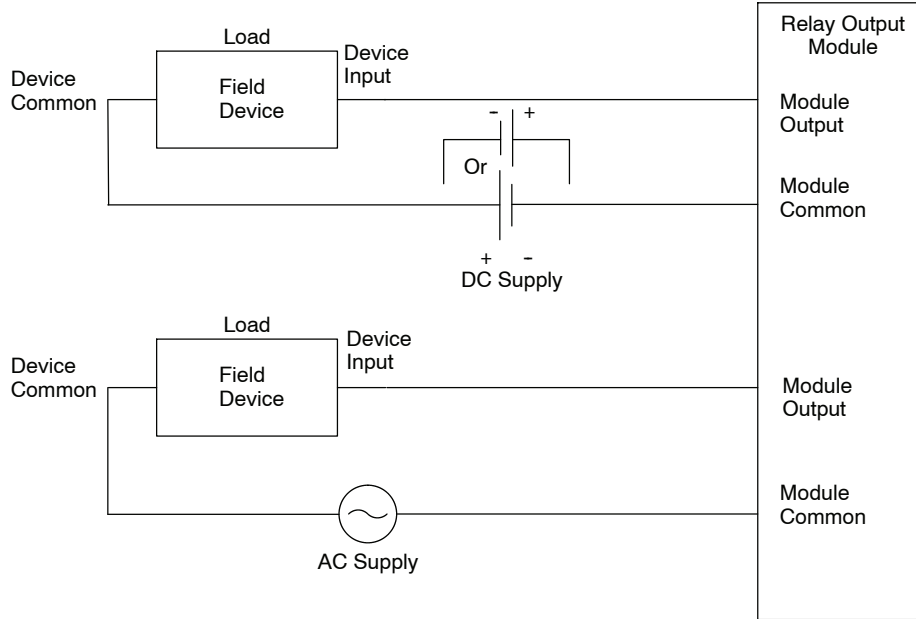 Relay Output
Module
Load
Device
Input
Device
Common
Field
Device
Module
Output
- +
Or
Module
Common
+ -
DC Supply
Load
Device
Input
Device
Common
Field
Device
Module
Output
Module
Common
AC Supply